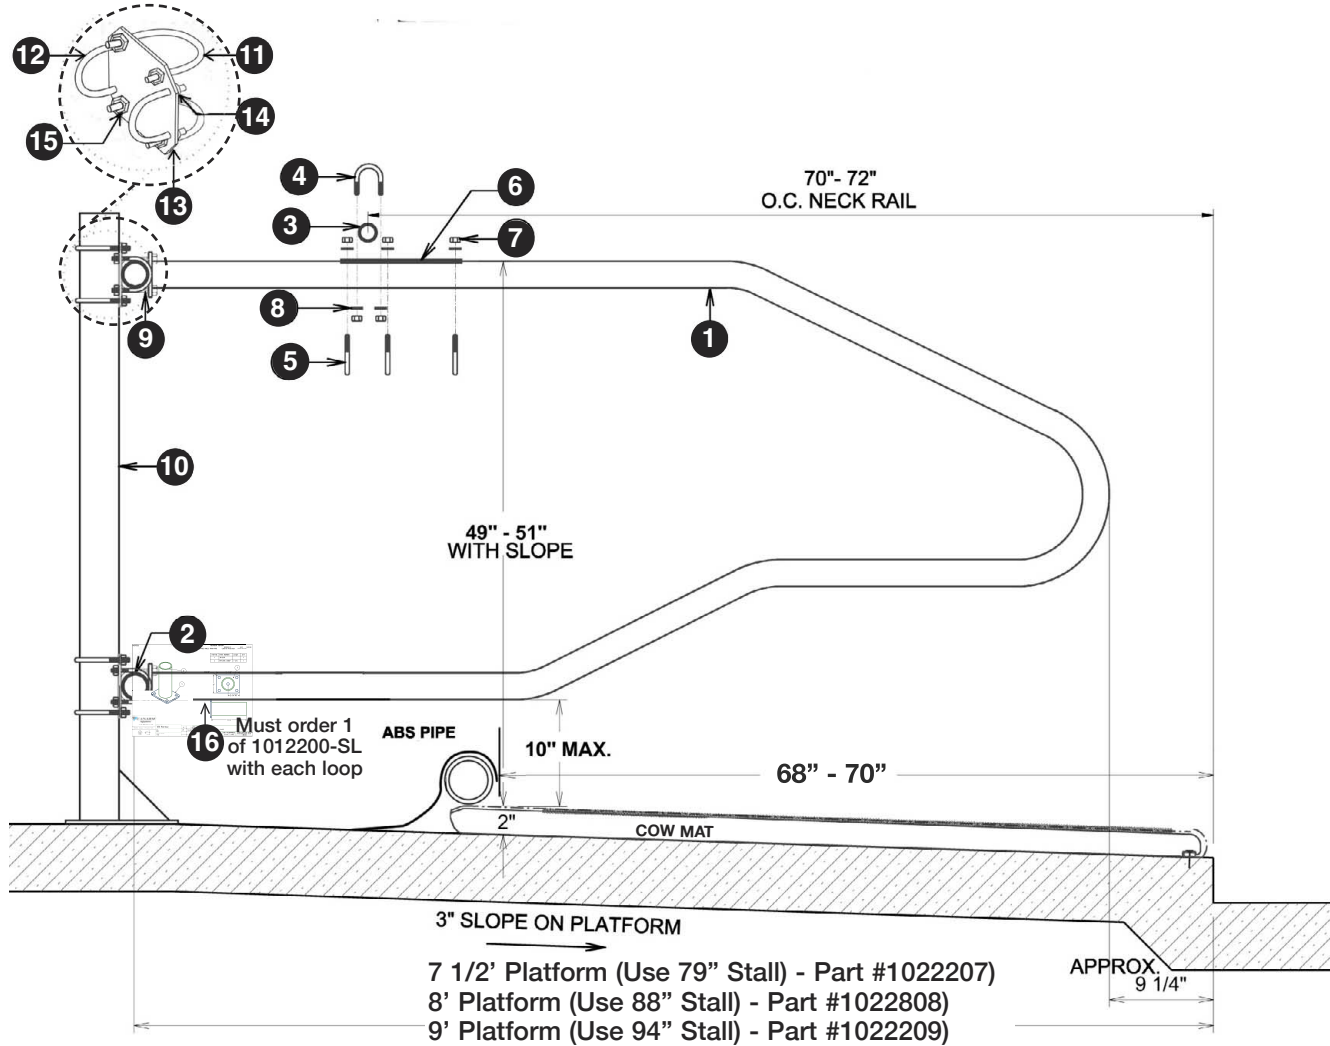 12
11
14
15
13
4
6
3
7
70"- 72"
O.C. NECK RAIL
8
9
5
1
10
49" - 51"
WITH SLOPE
2
16
Must order 1
of 1012200-SL
with each loop
ABS PIPE
10" MAX.
68” - 70”
2"
COW MAT
3" SLOPE ON PLATFORM
7 1/2’ Platform (Use 79” Stall) - Part #1022207)
8’ Platform (Use 88” Stall) - Part #1022808)
9’ Platform (Use 94” Stall) - Part #1022209)
APPROX.
9 1/4"